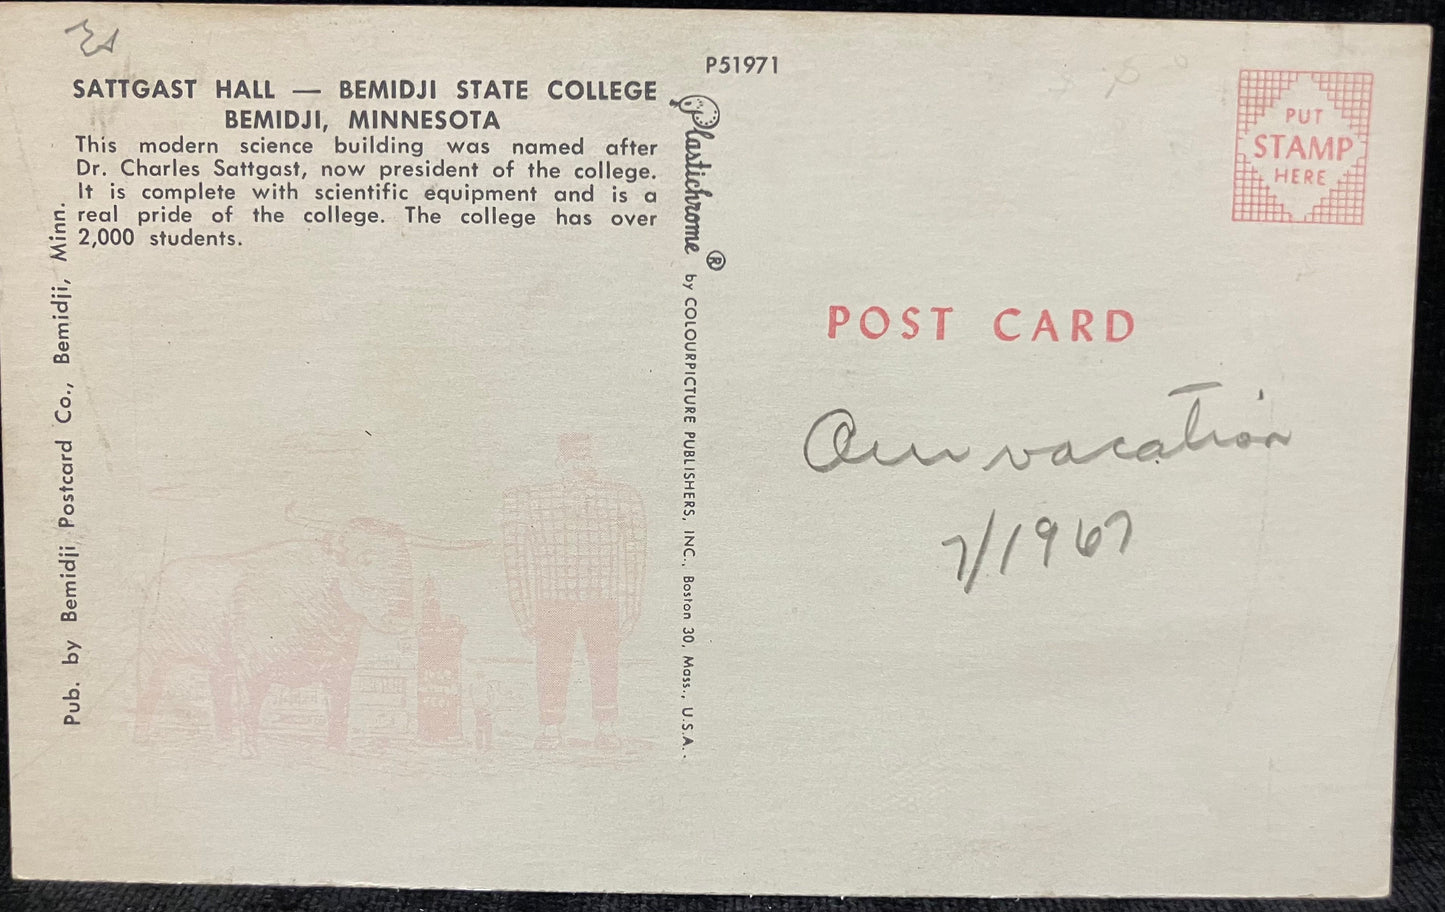 SATTGAST HALL — BEMIDJI STATE COLLEGE
BEMIDJI, MINNESOTA
This modern science building was named after
Dr. Charles Sattgast, now president of the college.
It is complete with scientific equipment and is a
real pride of the college. The college has over
2,000 students.
Pub. by Bemidji Postcard Co., Bemidji, Minn.
P51971
Plastichrome ® by COLOURPICTURE PUBLISHERS, INC., Boston 30, Mass., U.S.A.
PUT
STAMP
HERE
POST CARD
Our vacation
7/1967